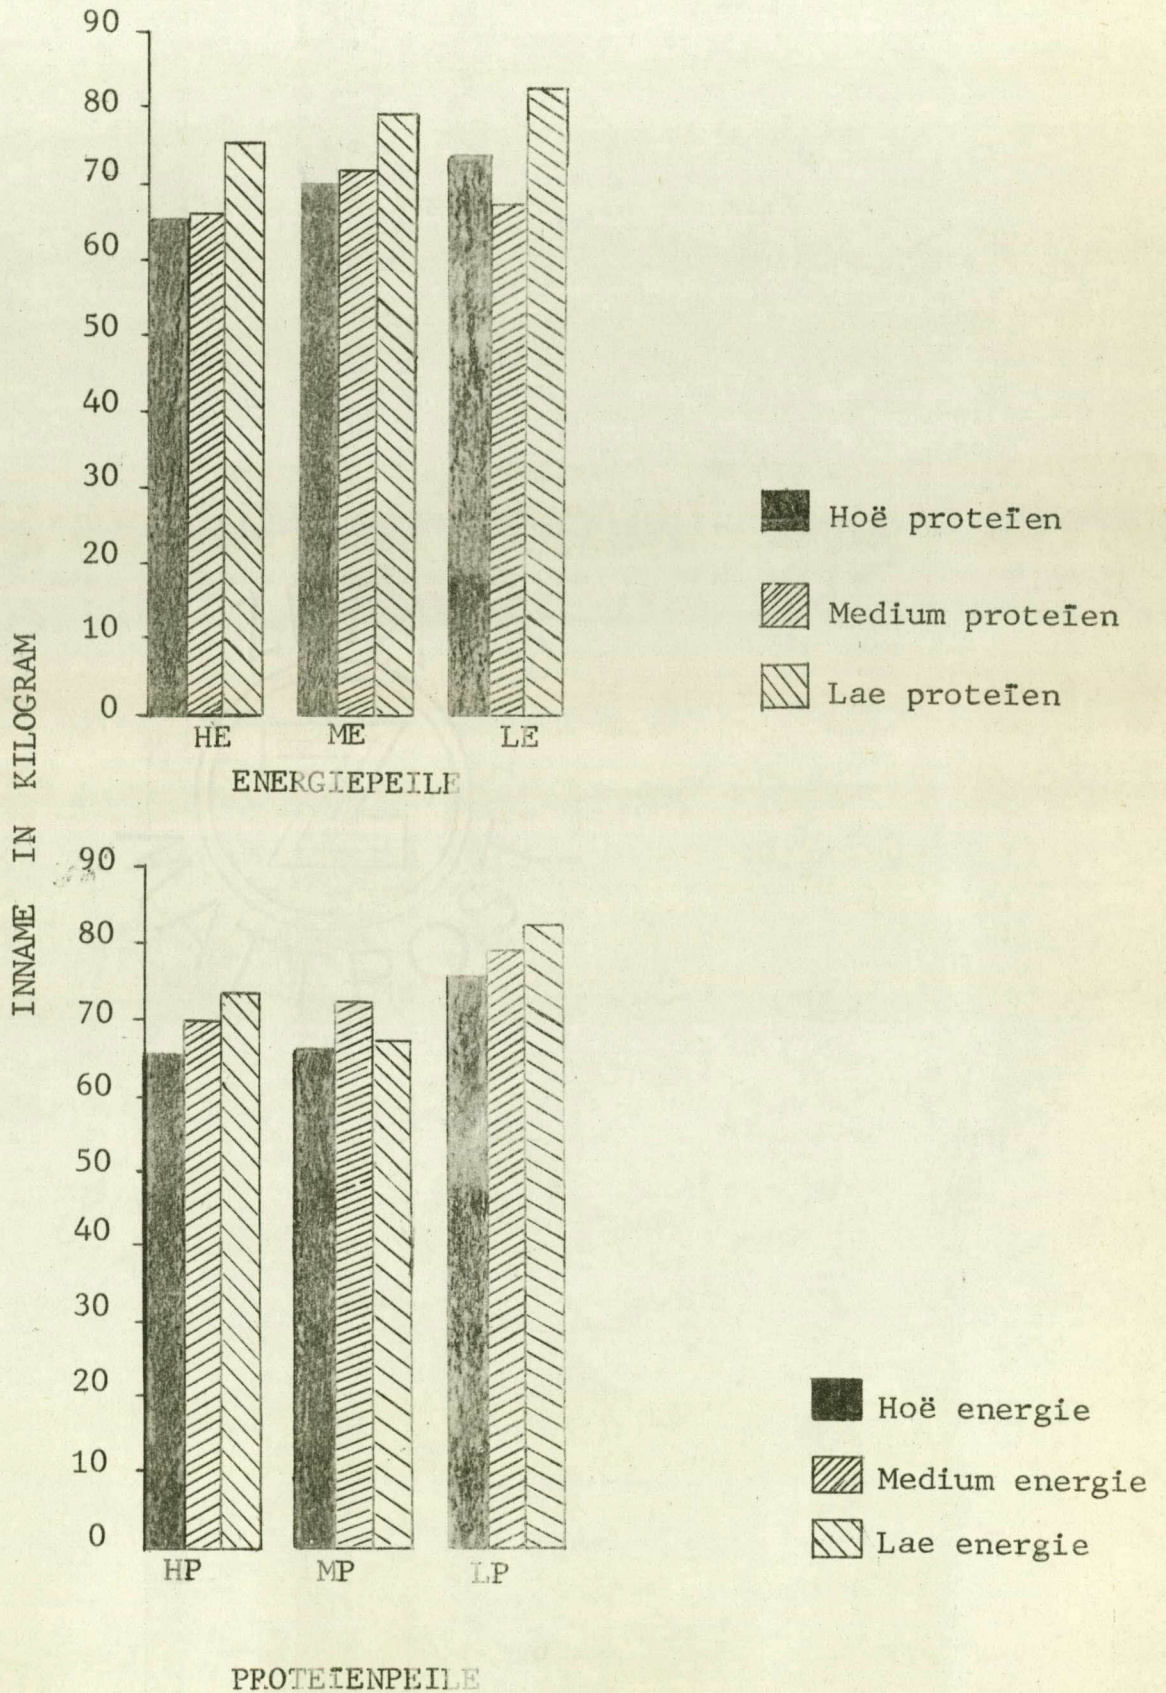 INNAME IN KILOGRAM
90
80
70
60
50
40
30
20
10
0
HE ME LE
ENERGIEPEILE
Hoë proteïen
Medium proteïen
Lae proteïen
90
80
70
60
50
40
30
20
10
0
HP MP LP
PROTEÏENPEILE
Hoë energie
Medium energie
Lae energie